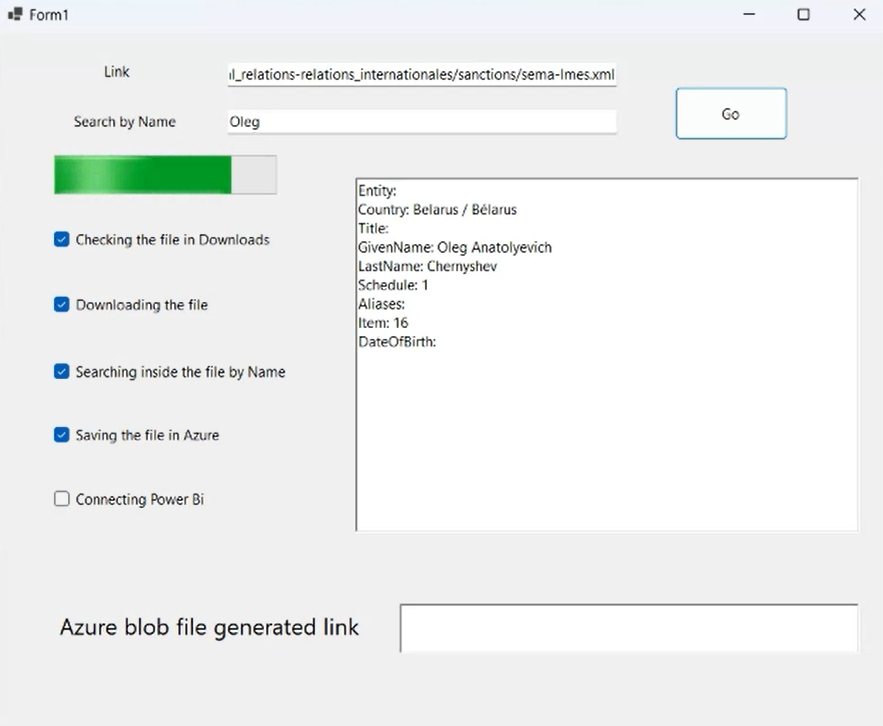 Form1
Link
ıl_relations-relations_internationales/sanctions/sema-lmes.xml
Search by Name
Oleg
Go
Checking the file in Downloads
Downloading the file
Searching inside the file by Name
Saving the file in Azure
Connecting Power Bi
Entity:
Country: Belarus / Bélarus
Title:
GivenName: Oleg Anatolyevich
LastName: Chernyshev
Schedule: 1
Aliases:
Item: 16
DateOfBirth:
Azure blob file generated link